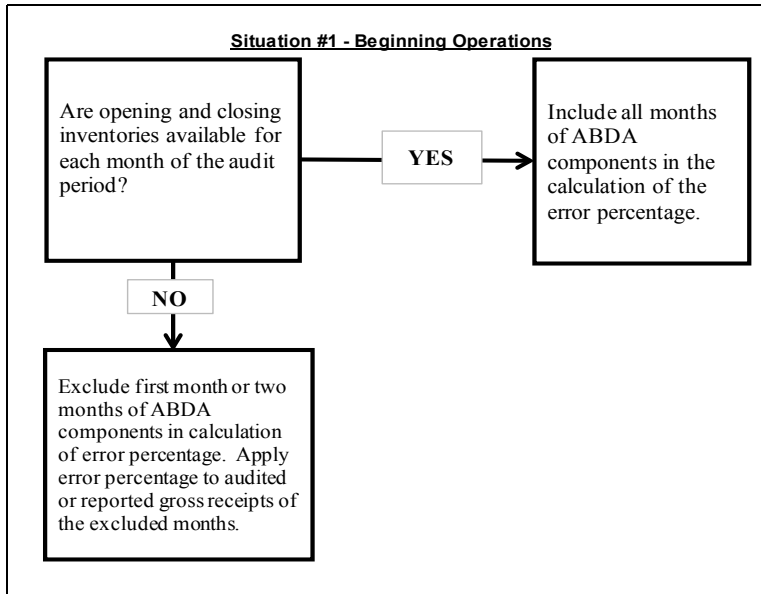 Situation #1 - Beginning Operations
Are opening and closing
inventories available for
each month of the audit
period?
YES
Include all months
of ABDA
components in the
calculation of the
error percentage.
NO
Exclude first month or two
months of ABDA
components in calculation
of error percentage. Apply
error percentage to audited
or reported gross receipts of
the excluded months.